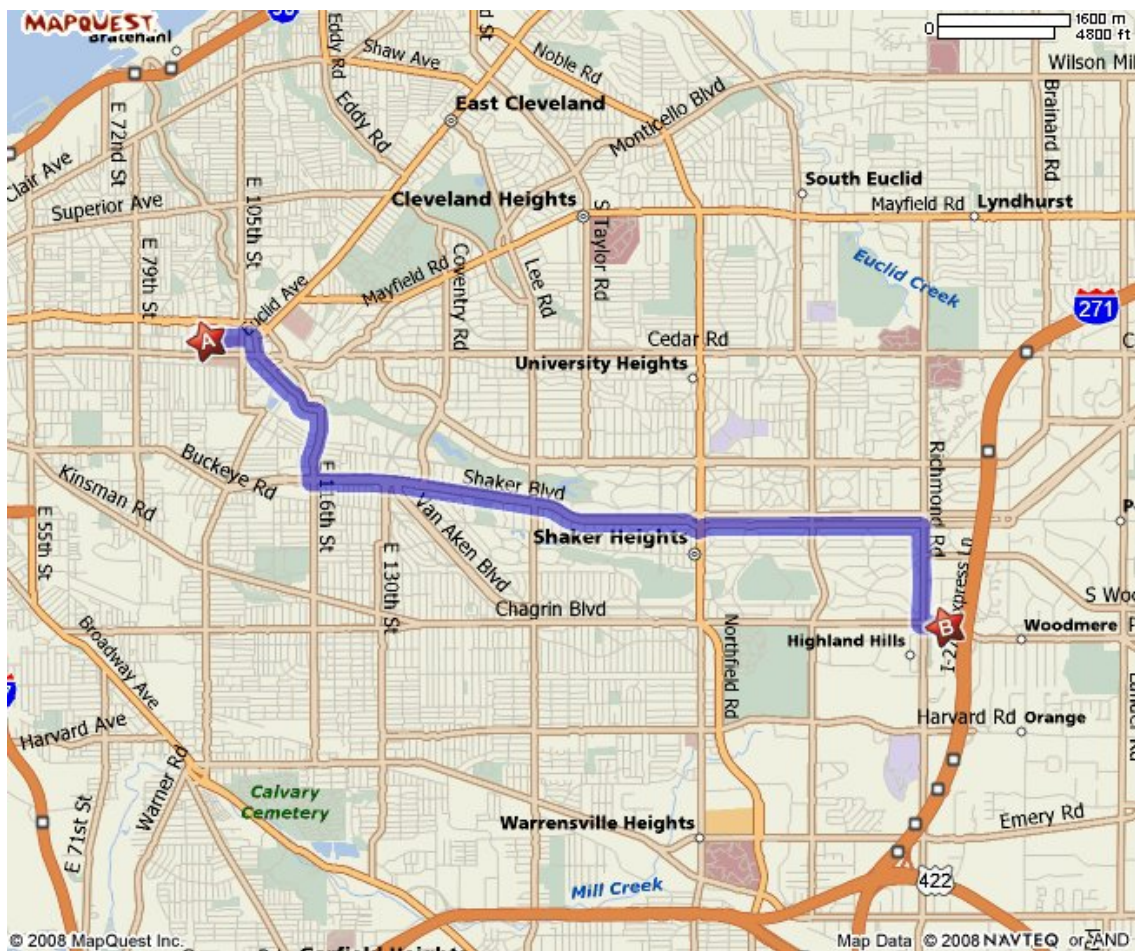 MAPQUEST.
Bratenahl
1600 m
0
4800 ft
Eddy Rd
Shaw Ave
Noble Rd
Wilson Mil
E 72nd St
East Cleveland
Eddy Rd
Monticello Blvd
Brainard Rd
Clair Ave
Superior Ave
E 105th St
Cleveland Heights
South Euclid
Mayfield Rd
Lyndhurst
E 79th St
S Taylor Rd
Coventry Rd
Lee Rd
Euclid Creek
Mayfield Rd
Euclid Ave
271
A
Cedar Rd
C
University Heights
Buckeye Rd
Kinsman Rd
Shaker Blvd
Richmond Rd
E 116th St
Van Aken Blvd
E 55th St
Shaker Heights
E 130th St
Chagrin Blvd
S Woo
B
Woodmere
Highland Hills
Broadway Ave
Northfield Rd
Harvard Ave
Harvard Rd
Orange
Warner Rd
Calvary
Cemetery
E 71st St
Warrensville Heights
Emery Rd
422
Mill Creek
© 2008 MapQuest Inc.
Map Data © 2008 NAVTEQ or AND